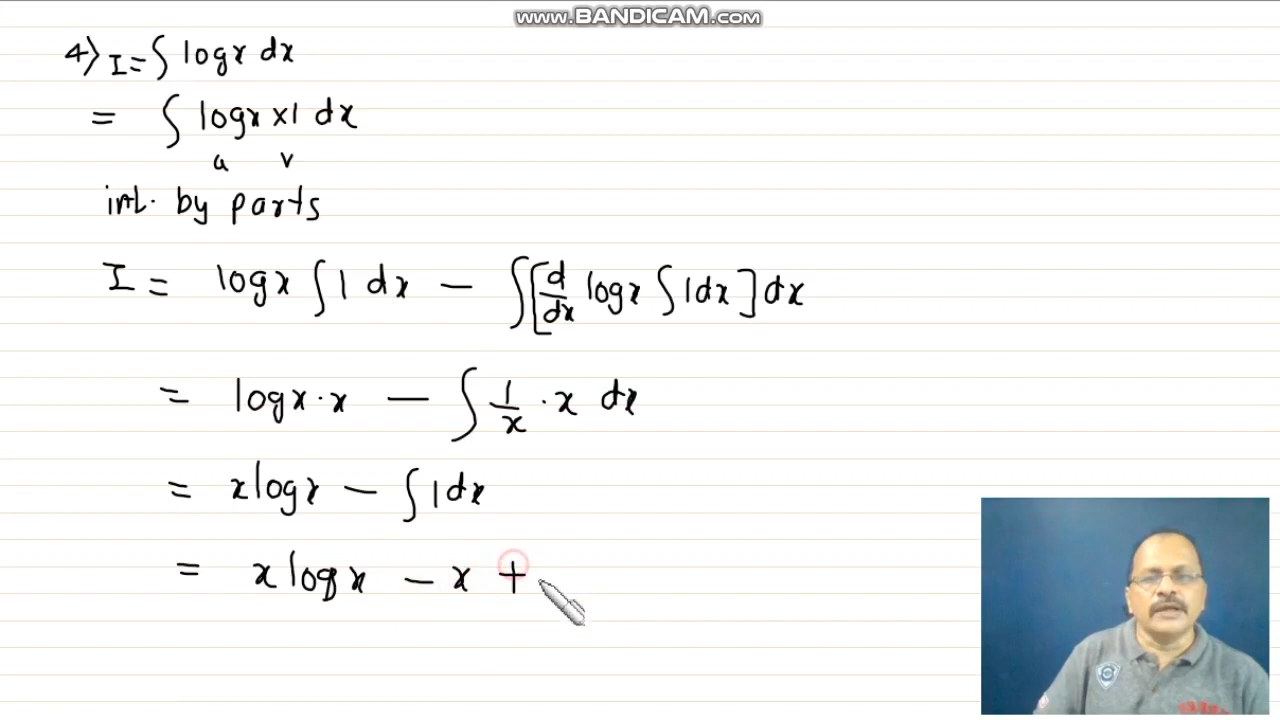 www.BANDICAM.com
4) I = ∫ log x dx
= ∫ log x × 1 dx
u v
int. by parts
I = log x ∫ 1 dx − ∫ [d/dx log x ∫ 1 dx] dx
= log x · x − ∫ 1/x · x dx
= x log x − ∫ 1 dx
= x log x − x +